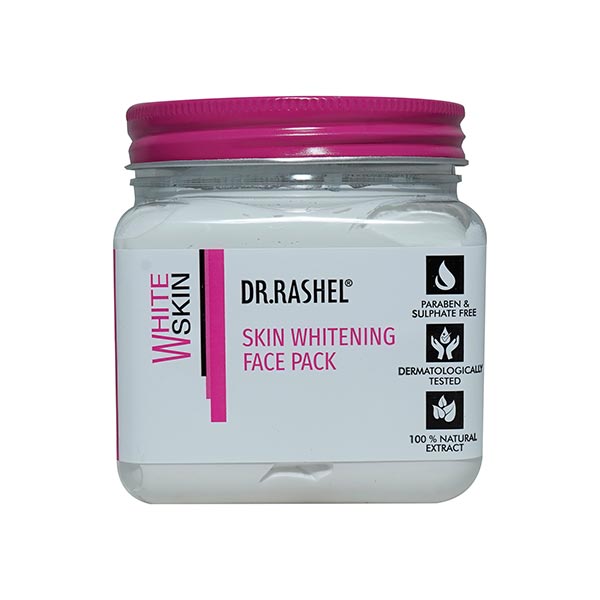 WHITE
SKIN
DR.RASHEL®
SKIN WHITENING
FACE PACK
PARABEN &
SULPHATE FREE
DERMATOLOGICALLY
TESTED
100 % NATURAL
EXTRACT